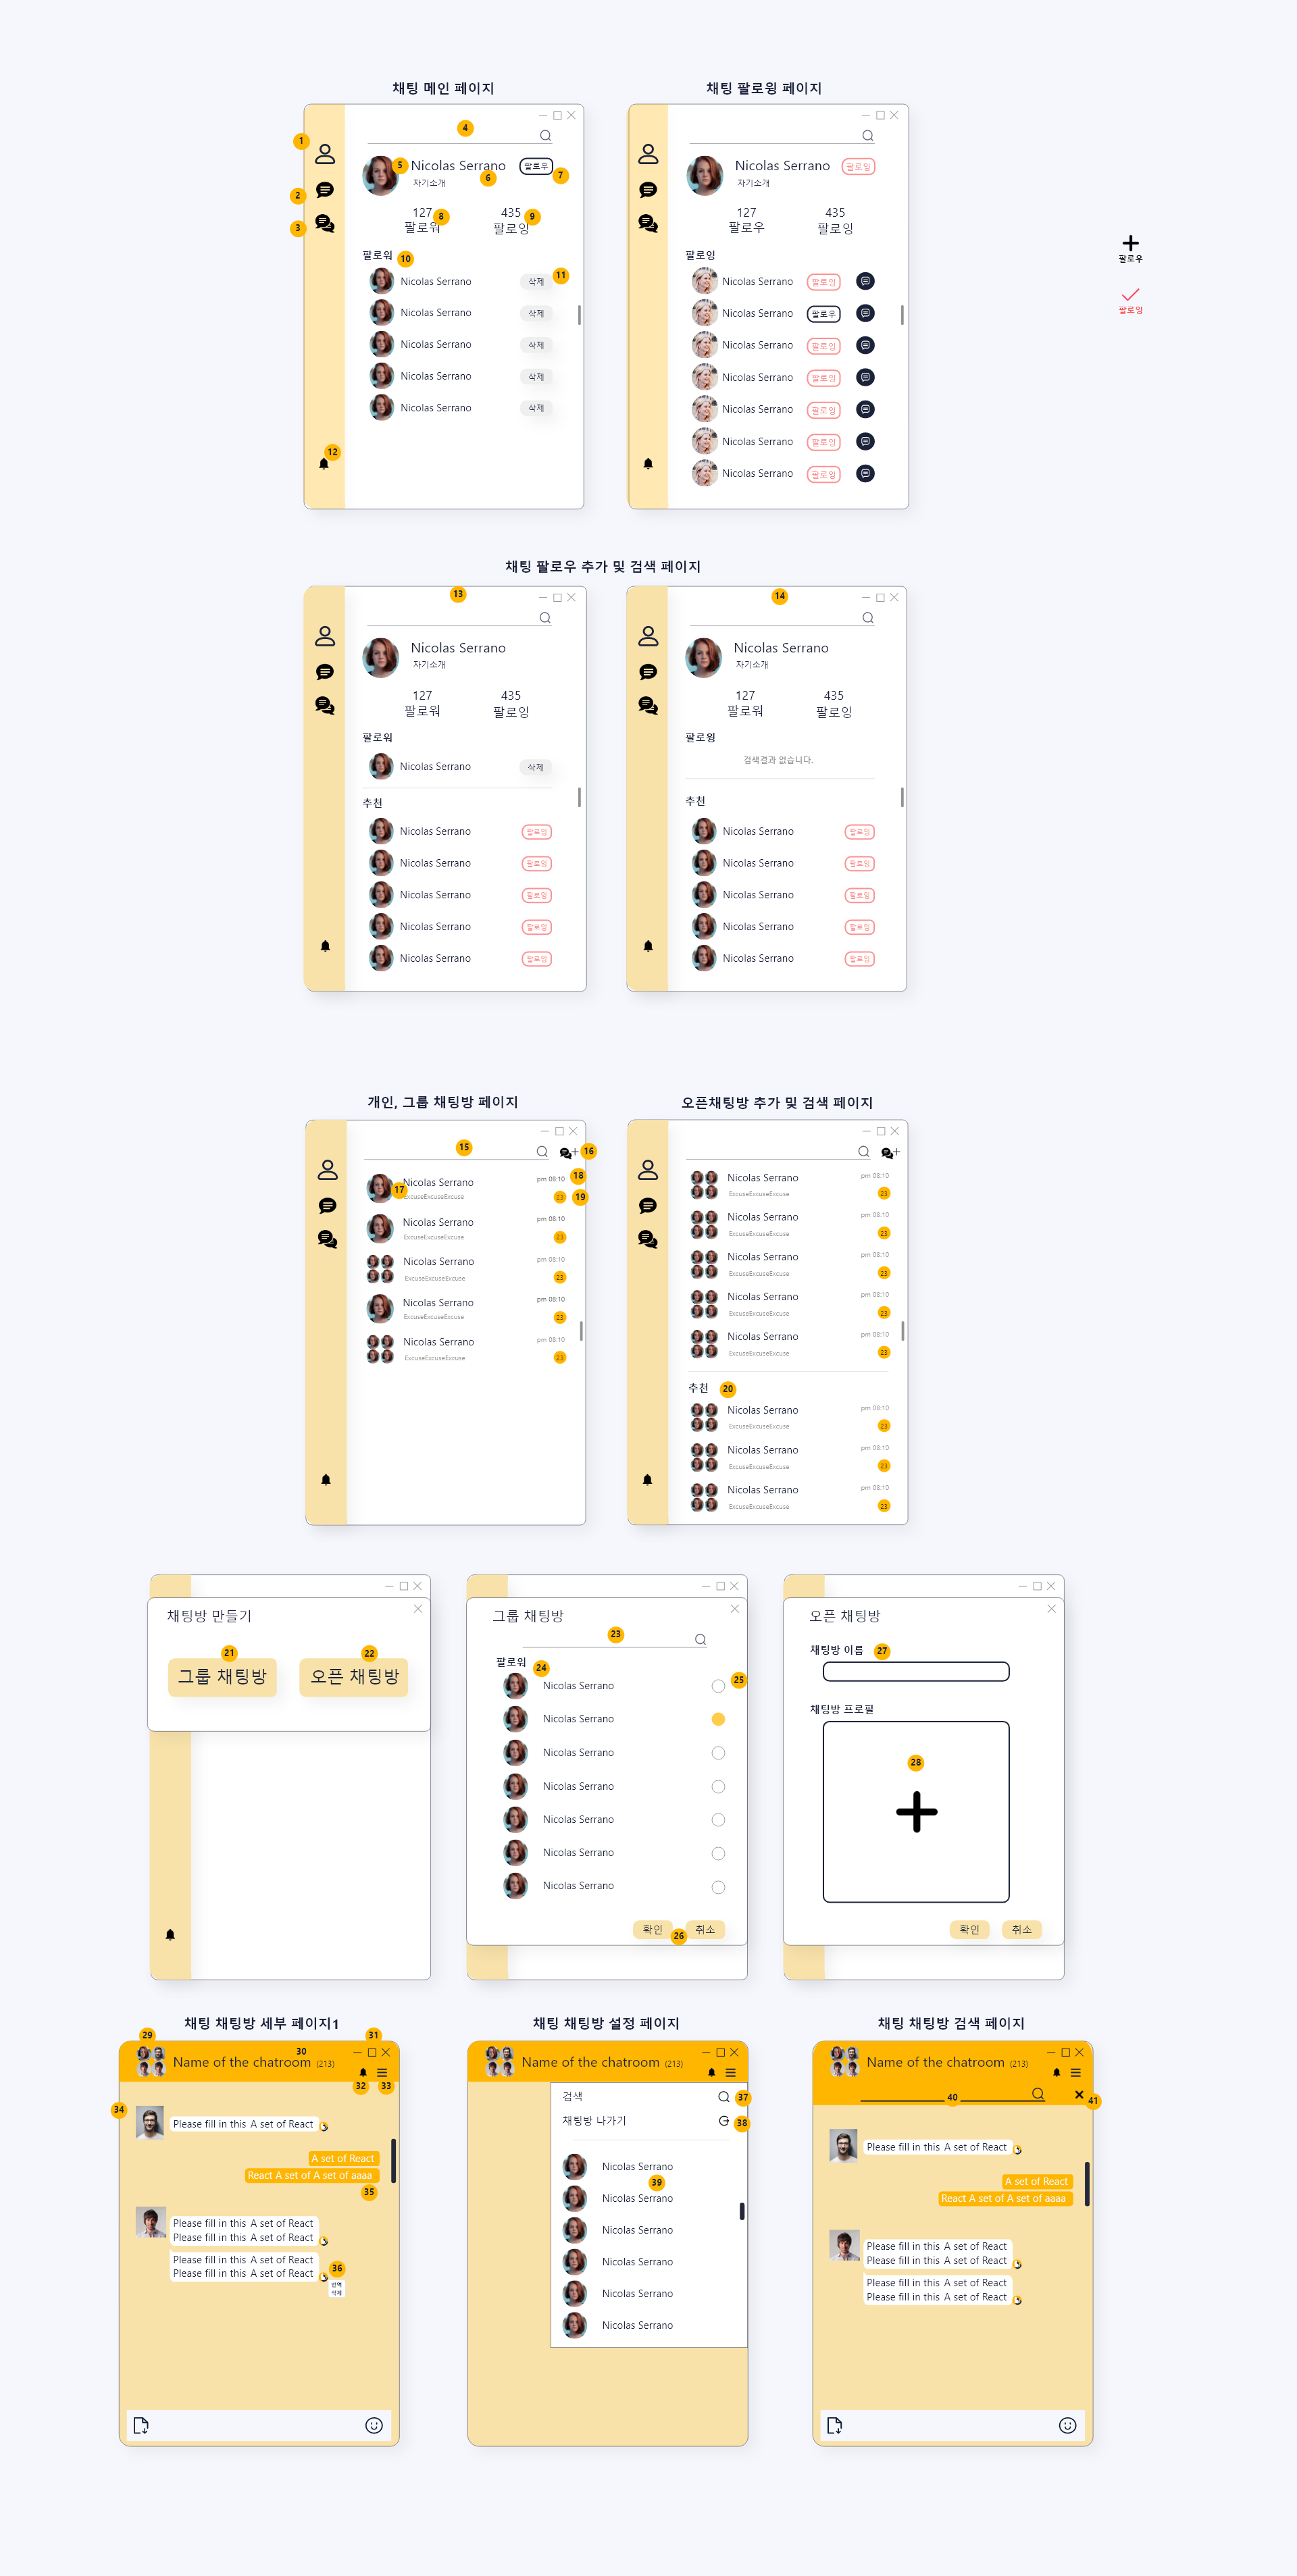 채팅 메인 페이지
채팅 팔로윙 페이지
1
4
5
Nicolas Serrano
팔로우
자기소개
6
7
2
3
127
8
팔로워
435
9
팔로잉
팔로워
10
11
Nicolas Serrano
삭제
Nicolas Serrano
삭제
Nicolas Serrano
삭제
Nicolas Serrano
삭제
Nicolas Serrano
삭제
12
Nicolas Serrano
팔로잉
자기소개
127
팔로우
435
팔로잉
팔로잉
Nicolas Serrano
팔로잉
Nicolas Serrano
팔로우
Nicolas Serrano
팔로잉
Nicolas Serrano
팔로잉
Nicolas Serrano
팔로잉
Nicolas Serrano
팔로잉
Nicolas Serrano
팔로잉
팔로우
팔로잉
채팅 팔로우 추가 및 검색 페이지
13
Nicolas Serrano
자기소개
127
팔로워
435
팔로잉
팔로워
Nicolas Serrano
삭제
추천
Nicolas Serrano
팔로잉
Nicolas Serrano
팔로잉
Nicolas Serrano
팔로잉
Nicolas Serrano
팔로잉
Nicolas Serrano
팔로잉
14
Nicolas Serrano
자기소개
127
팔로워
435
팔로잉
팔로윙
검색결과 없습니다.
추천
Nicolas Serrano
팔로잉
Nicolas Serrano
팔로잉
Nicolas Serrano
팔로잉
Nicolas Serrano
팔로잉
Nicolas Serrano
팔로잉
개인, 그룹 채팅방 페이지
오픈채팅방 추가 및 검색 페이지
15
16
17
Nicolas Serrano
pm 08:10
18
ExcuseExcuseExcuse
23
19
Nicolas Serrano
pm 08:10
ExcuseExcuseExcuse
23
Nicolas Serrano
pm 08:10
ExcuseExcuseExcuse
23
Nicolas Serrano
pm 08:10
ExcuseExcuseExcuse
23
Nicolas Serrano
pm 08:10
ExcuseExcuseExcuse
23
Nicolas Serrano
pm 08:10
ExcuseExcuseExcuse
23
Nicolas Serrano
pm 08:10
ExcuseExcuseExcuse
23
Nicolas Serrano
pm 08:10
ExcuseExcuseExcuse
23
Nicolas Serrano
pm 08:10
ExcuseExcuseExcuse
23
Nicolas Serrano
pm 08:10
ExcuseExcuseExcuse
23
추천
20
Nicolas Serrano
pm 08:10
ExcuseExcuseExcuse
23
Nicolas Serrano
pm 08:10
ExcuseExcuseExcuse
23
Nicolas Serrano
pm 08:10
ExcuseExcuseExcuse
23
채팅방 만들기
21
22
그룹 채팅방
오픈 채팅방
그룹 채팅방
23
팔로워
24
25
Nicolas Serrano
Nicolas Serrano
Nicolas Serrano
Nicolas Serrano
Nicolas Serrano
Nicolas Serrano
Nicolas Serrano
확인
26
취소
오픈 채팅방
채팅방 이름
27
채팅방 프로필
28
확인
취소
채팅 채팅방 세부 페이지1
채팅 채팅방 설정 페이지
채팅 채팅방 검색 페이지
29
30
31
Name of the chatroom (213)
32
33
34
Please fill in this A set of React
A set of React
React A set of A set of aaaa
35
Please fill in this A set of React
Please fill in this A set of React
Please fill in this A set of React
Please fill in this A set of React
36
번역
삭제
Name of the chatroom (213)
검색
37
채팅방 나가기
38
Nicolas Serrano
39
Nicolas Serrano
Nicolas Serrano
Nicolas Serrano
Nicolas Serrano
Nicolas Serrano
Name of the chatroom (213)
40
41
Please fill in this A set of React
A set of React
React A set of A set of aaaa
Please fill in this A set of React
Please fill in this A set of React
Please fill in this A set of React
Please fill in this A set of React